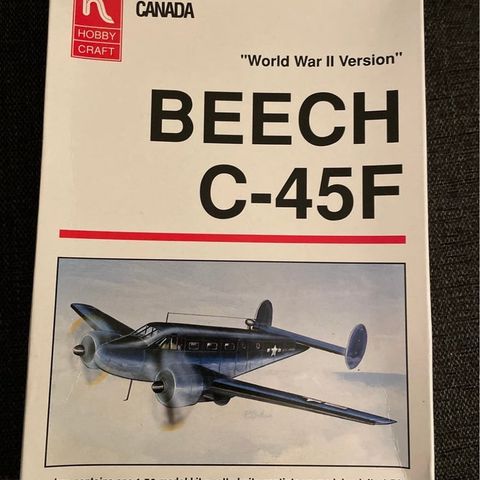 CANADA
HOBBY
CRAFT
"World War II Version"
BEECH
C-45F